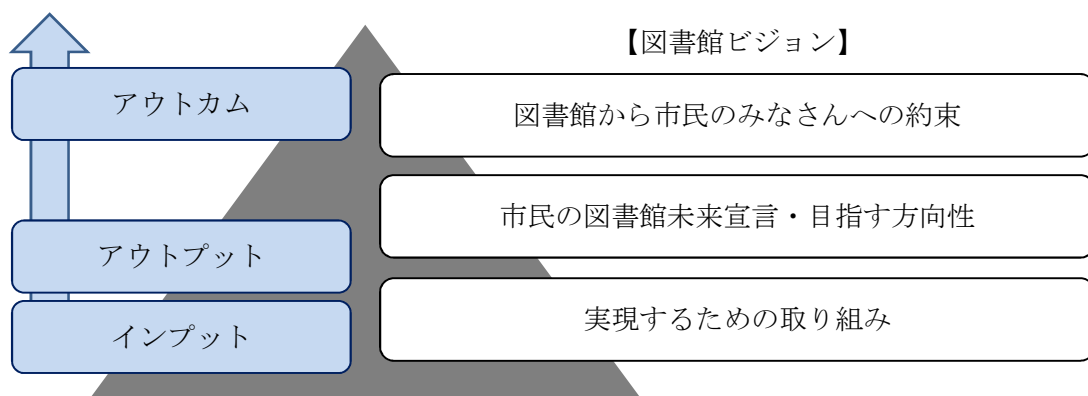 【図書館ビジョン】
アウトカム
図書館から市民のみなさんへの約束
市民の図書館未来宣言・目指す方向性
アウトプット
実現するための取り組み
インプット